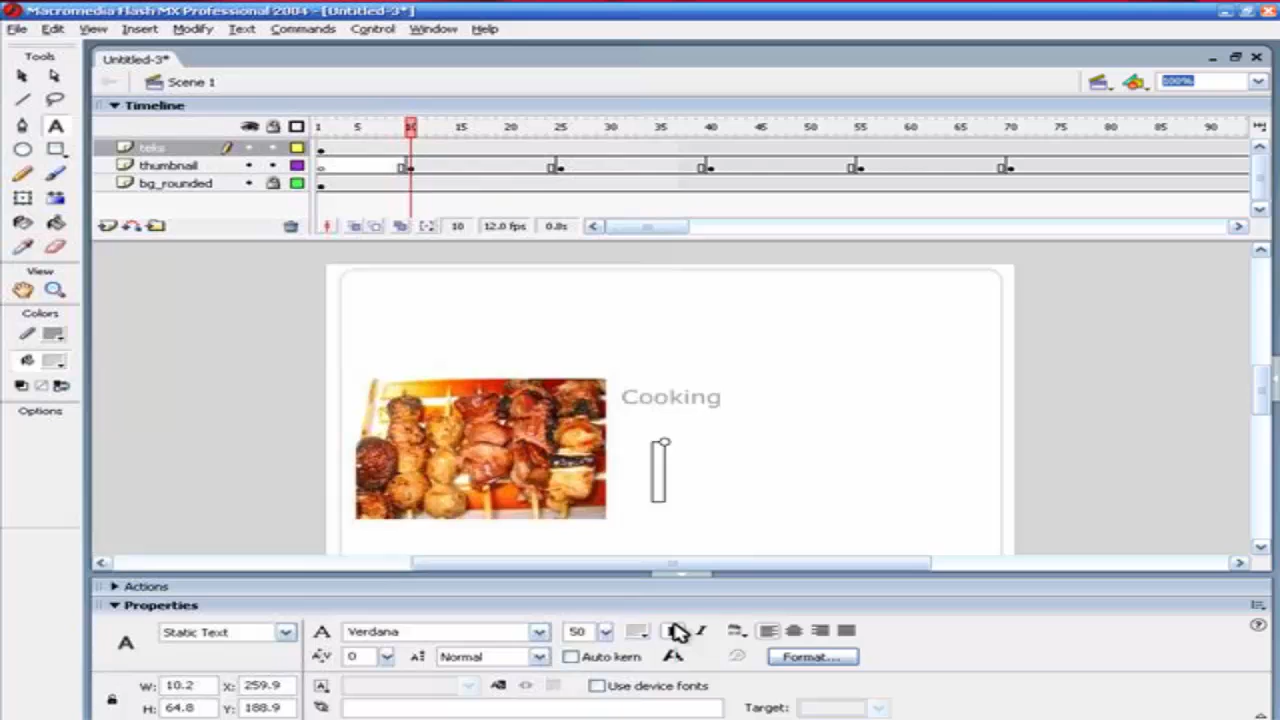 Macromedia Flash MX Professional 2004 - [Untitled-3*]
File Edit View Insert Modify Text Commands Control Window Help
Tools
Untitled-3*
Scene 1
100%
Timeline
1 5 10 15 20 25 30 35 40 45 50 55 60 65 70 75 80 85 90
teks
thumbnail
bg_rounded
10 12.0 fps 0.8s
View
Colors
Options
Cooking
Actions
Properties
A Static Text A Verdana 50 I
A/V 0 Normal Auto kern Format...
W: 10.2 X: 259.9 Use device fonts
H: 64.8 Y: 188.9 Target: